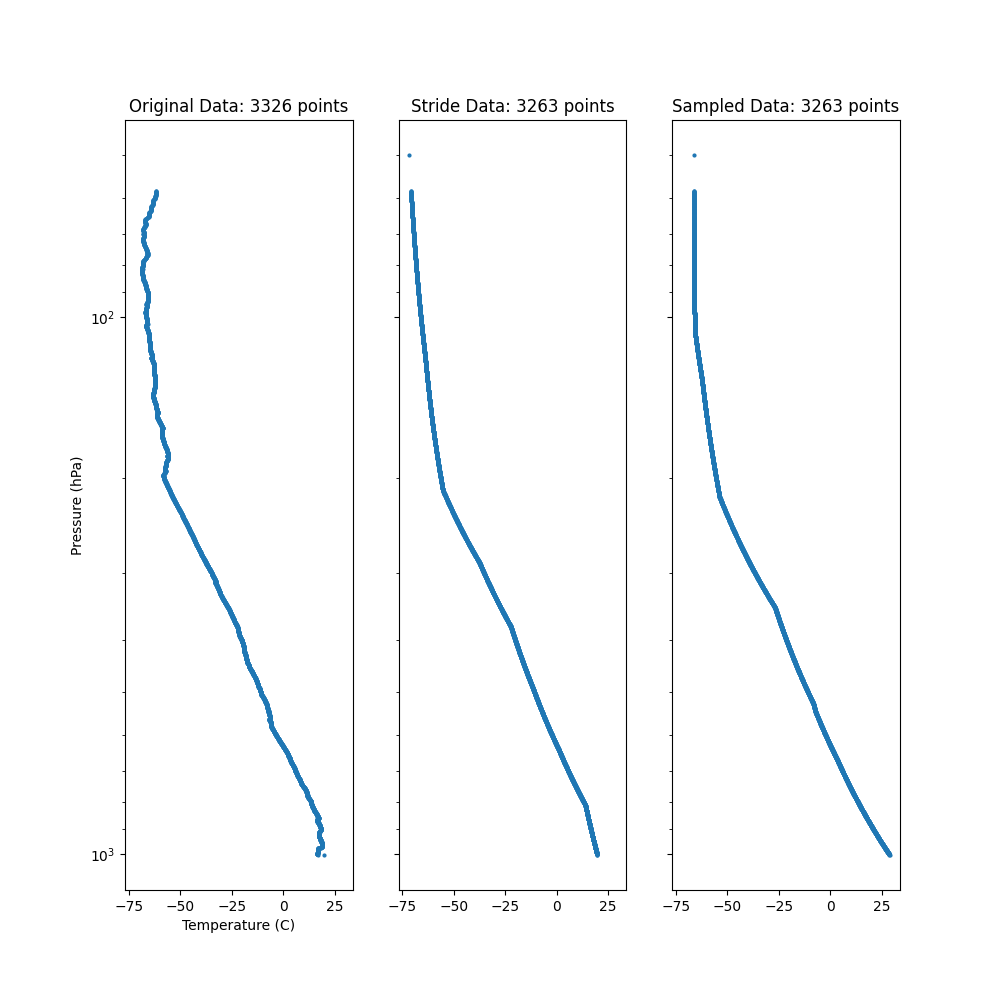 Original Data: 3326 points
Stride Data: 3263 points
Sampled Data: 3263 points
Pressure (hPa)
10²
10³
−75 −50 −25 0 25
−75 −50 −25 0 25
−75 −50 −25 0 25
Temperature (C)